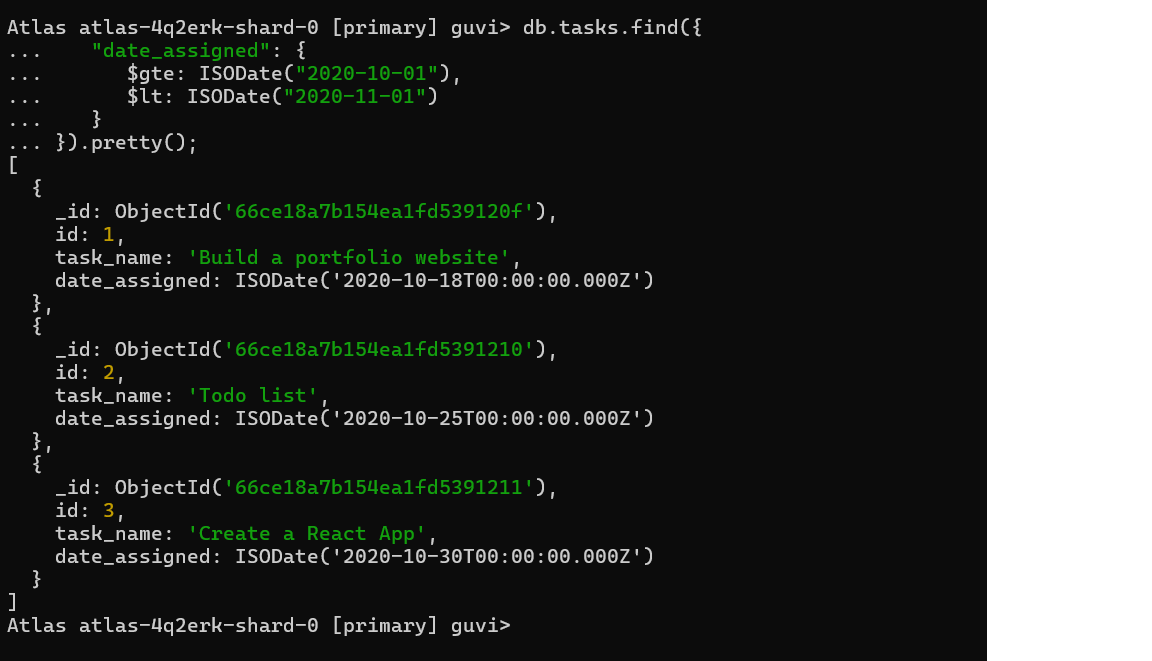 Atlas atlas-4q2erk-shard-0 [primary] guvi> db.tasks.find({
...    "date_assigned": {
...       $gte: ISODate("2020-10-01"),
...       $lt: ISODate("2020-11-01")
...    }
... }).pretty();
[
  {
    _id: ObjectId('66ce18a7b154ea1fd539120f'),
    id: 1,
    task_name: 'Build a portfolio website',
    date_assigned: ISODate('2020-10-18T00:00:00.000Z')
  },
  {
    _id: ObjectId('66ce18a7b154ea1fd5391210'),
    id: 2,
    task_name: 'Todo list',
    date_assigned: ISODate('2020-10-25T00:00:00.000Z')
  },
  {
    _id: ObjectId('66ce18a7b154ea1fd5391211'),
    id: 3,
    task_name: 'Create a React App',
    date_assigned: ISODate('2020-10-30T00:00:00.000Z')
  }
]
Atlas atlas-4q2erk-shard-0 [primary] guvi>